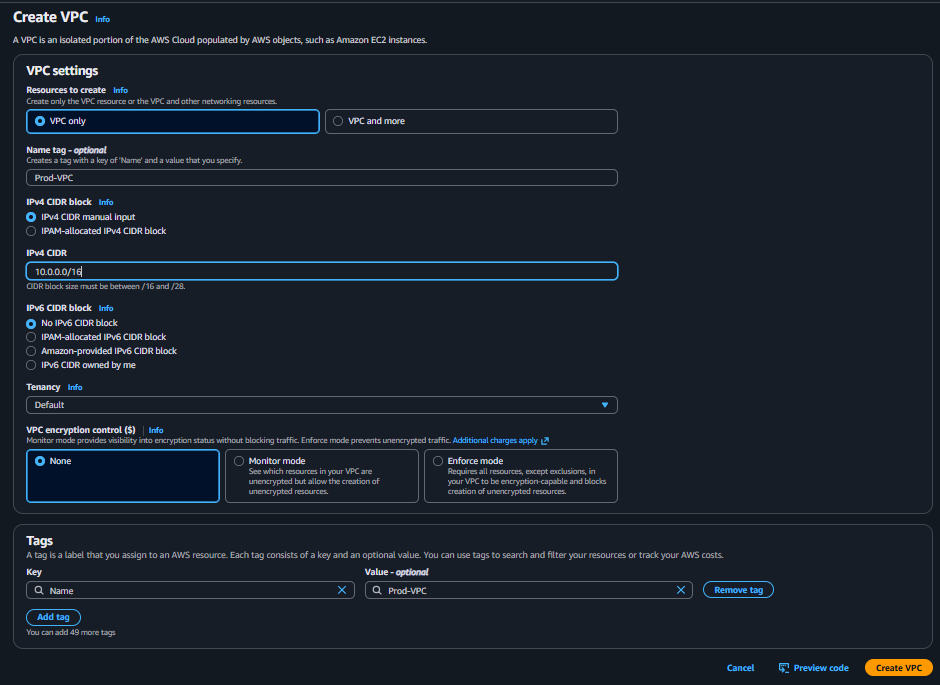 Create VPC Info
A VPC is an isolated portion of the AWS Cloud populated by AWS objects, such as Amazon EC2 instances.
VPC settings
Resources to create Info
Create only the VPC resource or the VPC and other networking resources.
VPC only
VPC and more
Name tag - optional
Creates a tag with a key of 'Name' and a value that you specify.
Prod-VPC
IPv4 CIDR block Info
IPv4 CIDR manual input
IPAM-allocated IPv4 CIDR block
IPv4 CIDR
10.0.0.0/16
CIDR block size must be between /16 and /28.
IPv6 CIDR block Info
No IPv6 CIDR block
IPAM-allocated IPv6 CIDR block
Amazon-provided IPv6 CIDR block
IPv6 CIDR owned by me
Tenancy Info
Default
VPC encryption control ($) Info
Monitor mode provides visibility into encryption status without blocking traffic. Enforce mode prevents unencrypted traffic. Additional charges apply
None
Monitor mode
See which resources in your VPC are
unencrypted but allow the creation of
unencrypted resources.
Enforce mode
Requires all resources, except exclusions, in
your VPC to be encryption-capable and blocks
creation of unencrypted resources.
Tags
A tag is a label that you assign to an AWS resource. Each tag consists of a key and an optional value. You can use tags to search and filter your resources or track your AWS costs.
Key
Value - optional
Name
Prod-VPC
Remove tag
Add tag
You can add 49 more tags
Cancel
Preview code
Create VPC